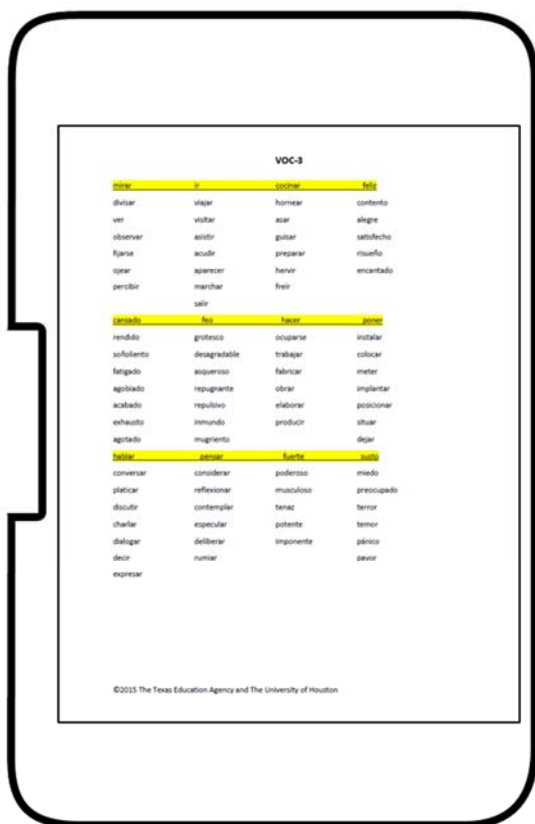 VOC-3
mirar ir cocinar feliz
divisar viajar hornear contento
ver visitar asar alegre
observar asistir guisar satisfecho
fijarse acudir preparar risueño
ojear aparecer hervir encantado
percibir marchar freir
salir
cansado feo hacer poner
rendido grotesco ocuparse instalar
soñoliento desagradable trabajar colocar
fatigado asqueroso fabricar meter
agobiado repugnante obrar implantar
acabado repulsivo elaborar posicionar
exhausto inmundo producir situar
agotado mugriento dejar
hablar pensar fuerte susto
conversar considerar poderoso miedo
platicar reflexionar musculoso preocupado
discutir contemplar tenaz terror
charlar especular potente temor
dialogar deliberar imponente pánico
decir rumiar pavor
expresar
©2015 The Texas Education Agency and The University of Houston